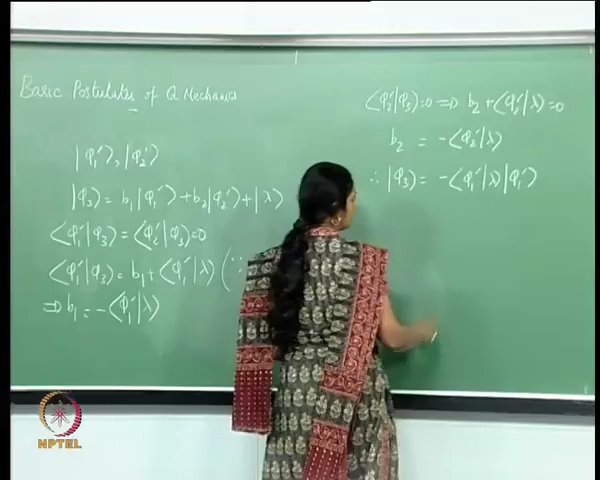 Basic Postulates of Q Mechanics
|φ₁'⟩, |φ₂'⟩
|φ₃⟩ = b₁|φ₁'⟩ + b₂|φ₂'⟩ + |λ⟩
⟨φ₁'|φ₃⟩ = ⟨φ₂'|φ₃⟩ = 0
⟨φ₁'|φ₃⟩ = b₁ + ⟨φ₁'|λ⟩ (∵
⇒ b₁ = -⟨φ₁'|λ⟩
⟨φ₂'|φ₃⟩ = 0 ⇒ b₂ + ⟨φ₂'|λ⟩ = 0
b₂ = -⟨φ₂'|λ⟩
∴ |φ₃⟩ = -⟨φ₁'|λ⟩|φ₁'⟩
NPTEL